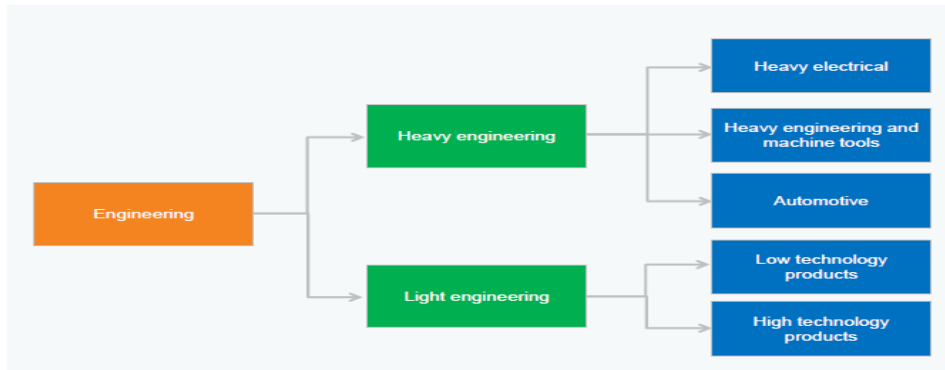 Engineering
Heavy engineering
Light engineering
Heavy electrical
Heavy engineering and
machine tools
Automotive
Low technology
products
High technology
products